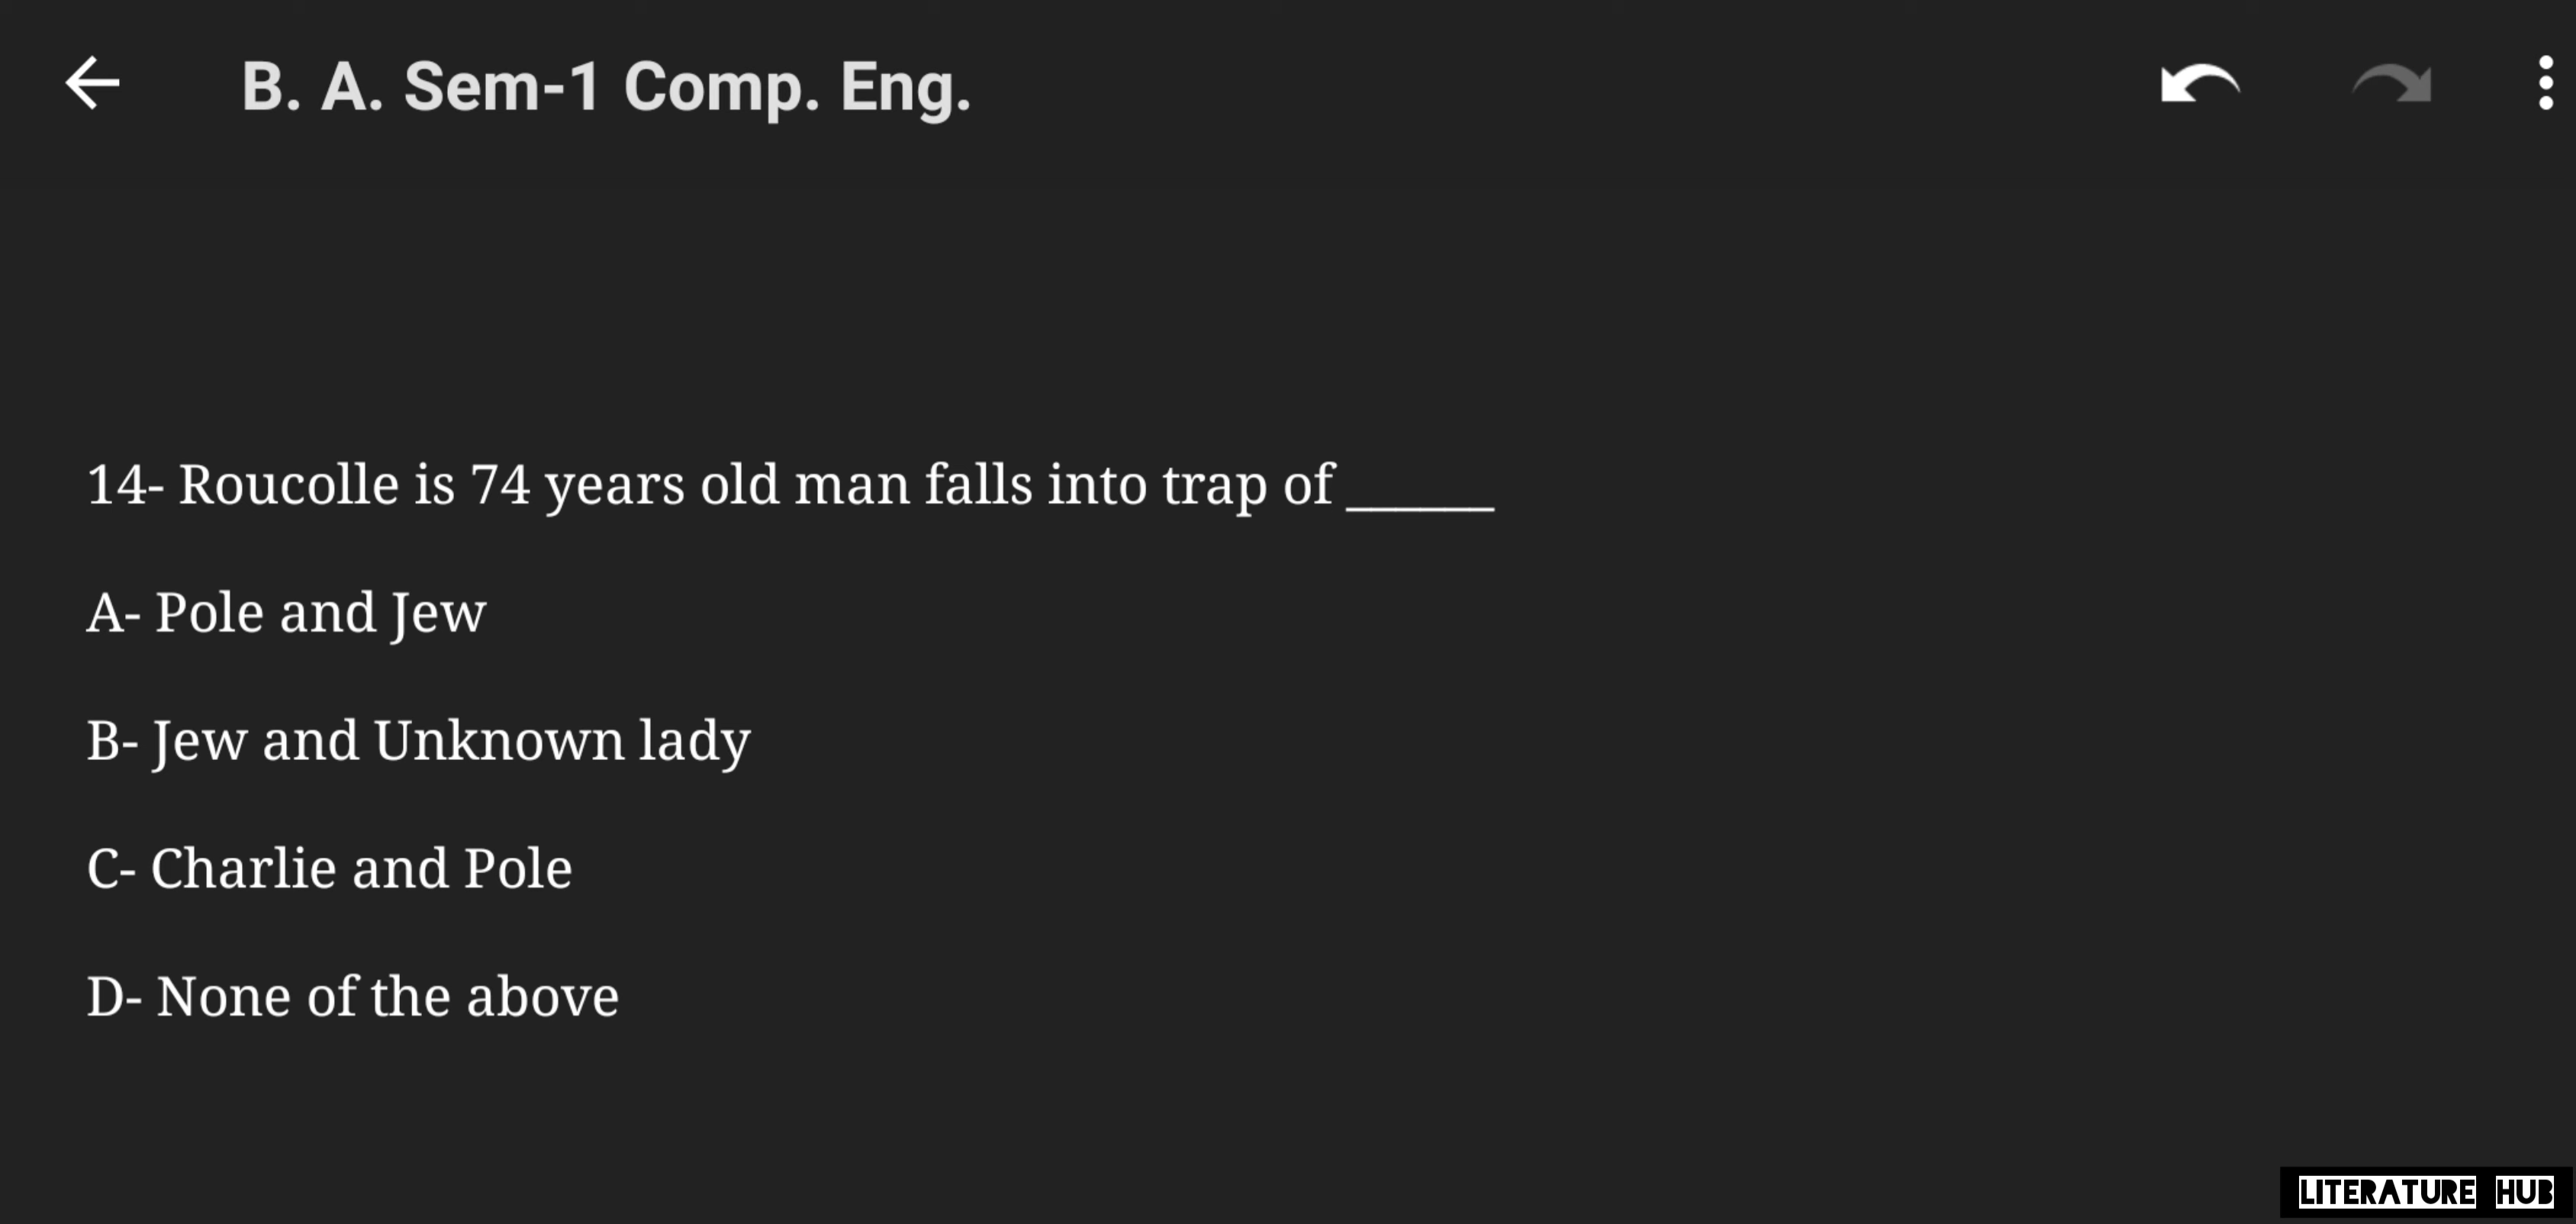 B. A. Sem-1 Comp. Eng.
14- Roucolle is 74 years old man falls into trap of ______
A- Pole and Jew
B- Jew and Unknown lady
C- Charlie and Pole
D- None of the above
LITERATURE HUB